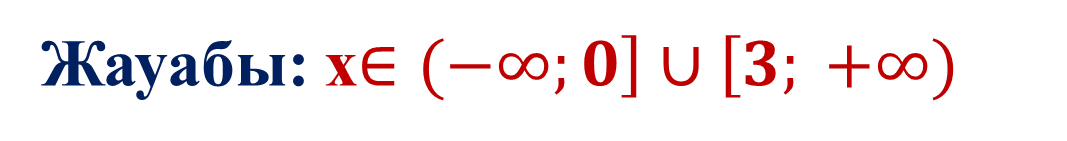 Жауабы: x∈ (−∞; 0] ∪ [3; +∞)